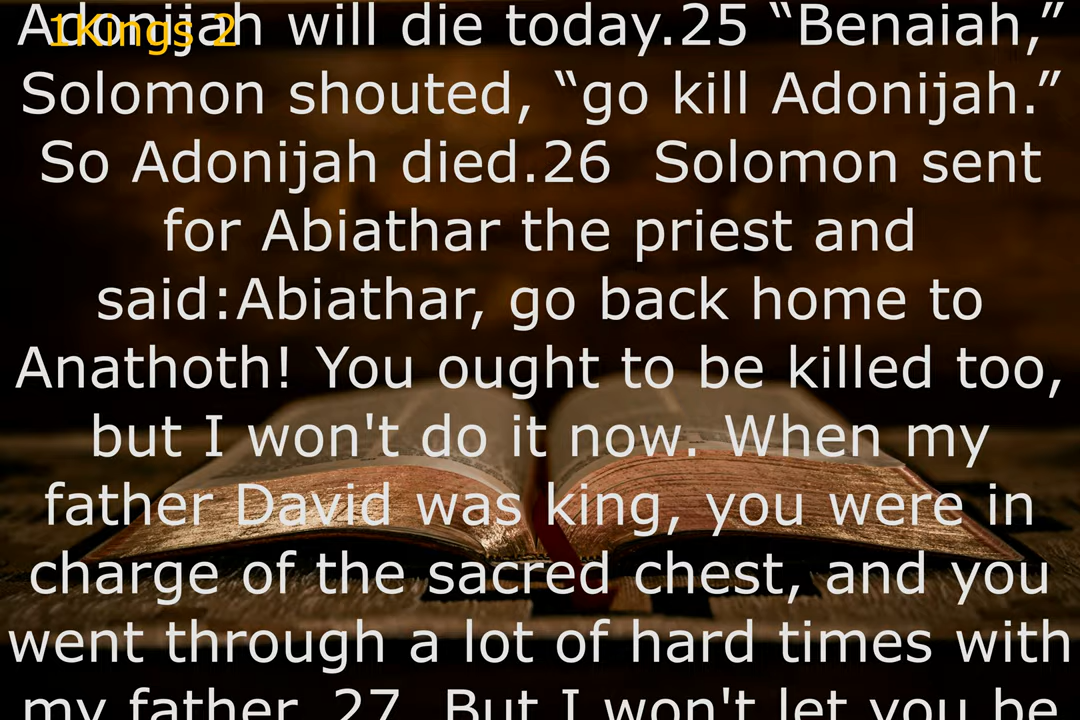 1Kings 2
Adonijah will die today.25 “Benaiah,”
Solomon shouted, “go kill Adonijah.”
So Adonijah died.26  Solomon sent
for Abiathar the priest and
said:Abiathar, go back home to
Anathoth! You ought to be killed too,
but I won't do it now. When my
father David was king, you were in
charge of the sacred chest, and you
went through a lot of hard times with
my father. 27  But I won't let you be